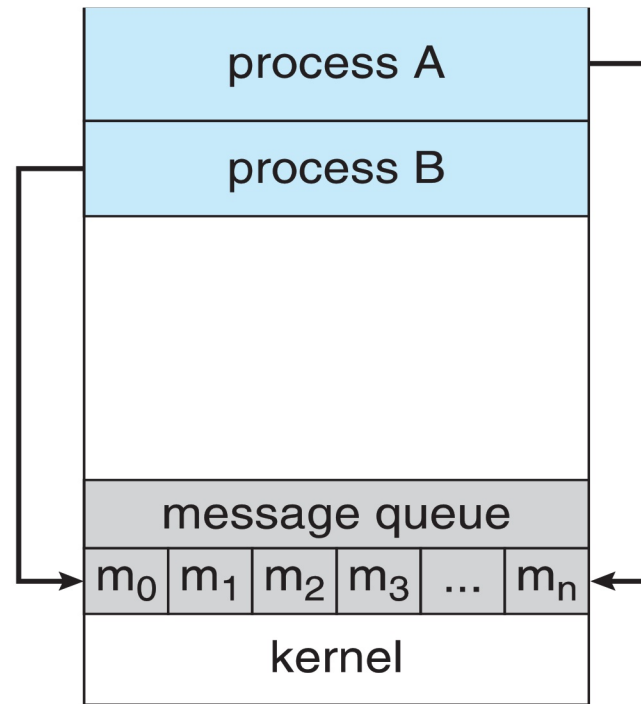 process A
process B
message queue
m₀ m₁ m₂ m₃ ... mₙ
kernel